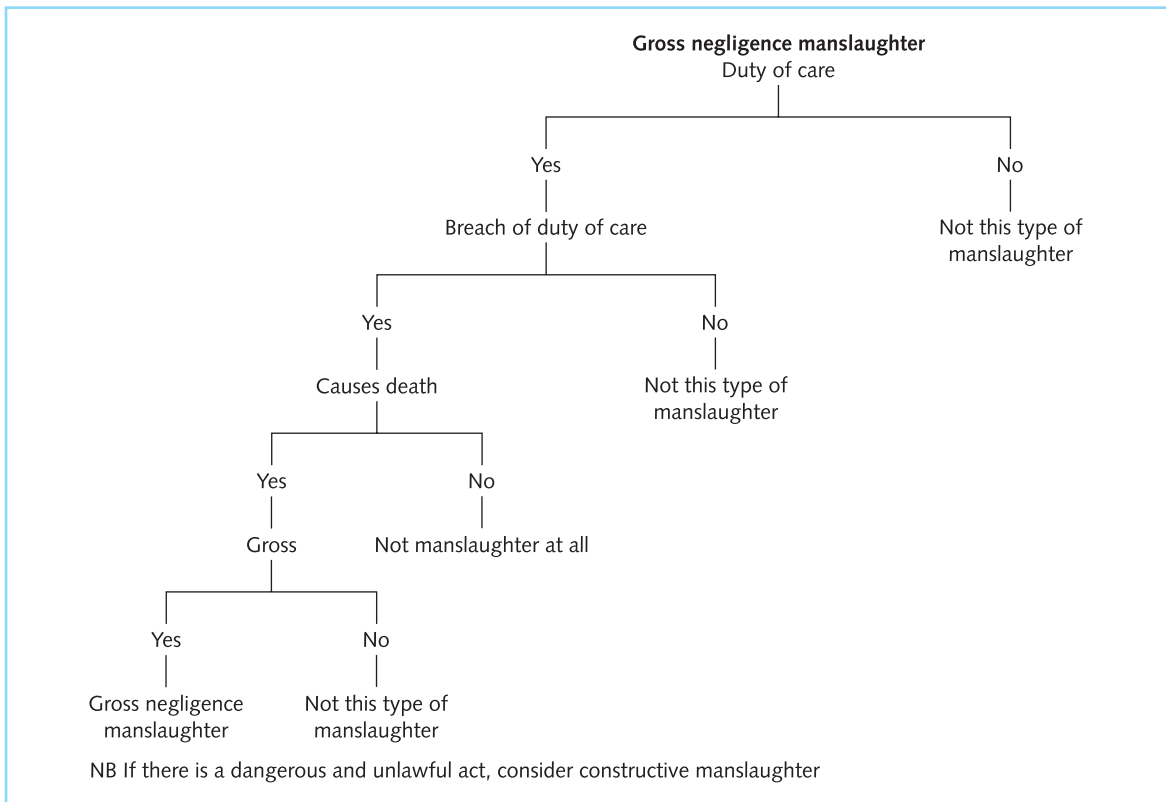 Gross negligence manslaughter
Duty of care
Yes
No
Breach of duty of care
Not this type of
manslaughter
Yes
No
Causes death
Not this type of
manslaughter
Yes
No
Gross
Not manslaughter at all
Yes
No
Gross negligence
manslaughter
Not this type of
manslaughter
NB If there is a dangerous and unlawful act, consider constructive manslaughter